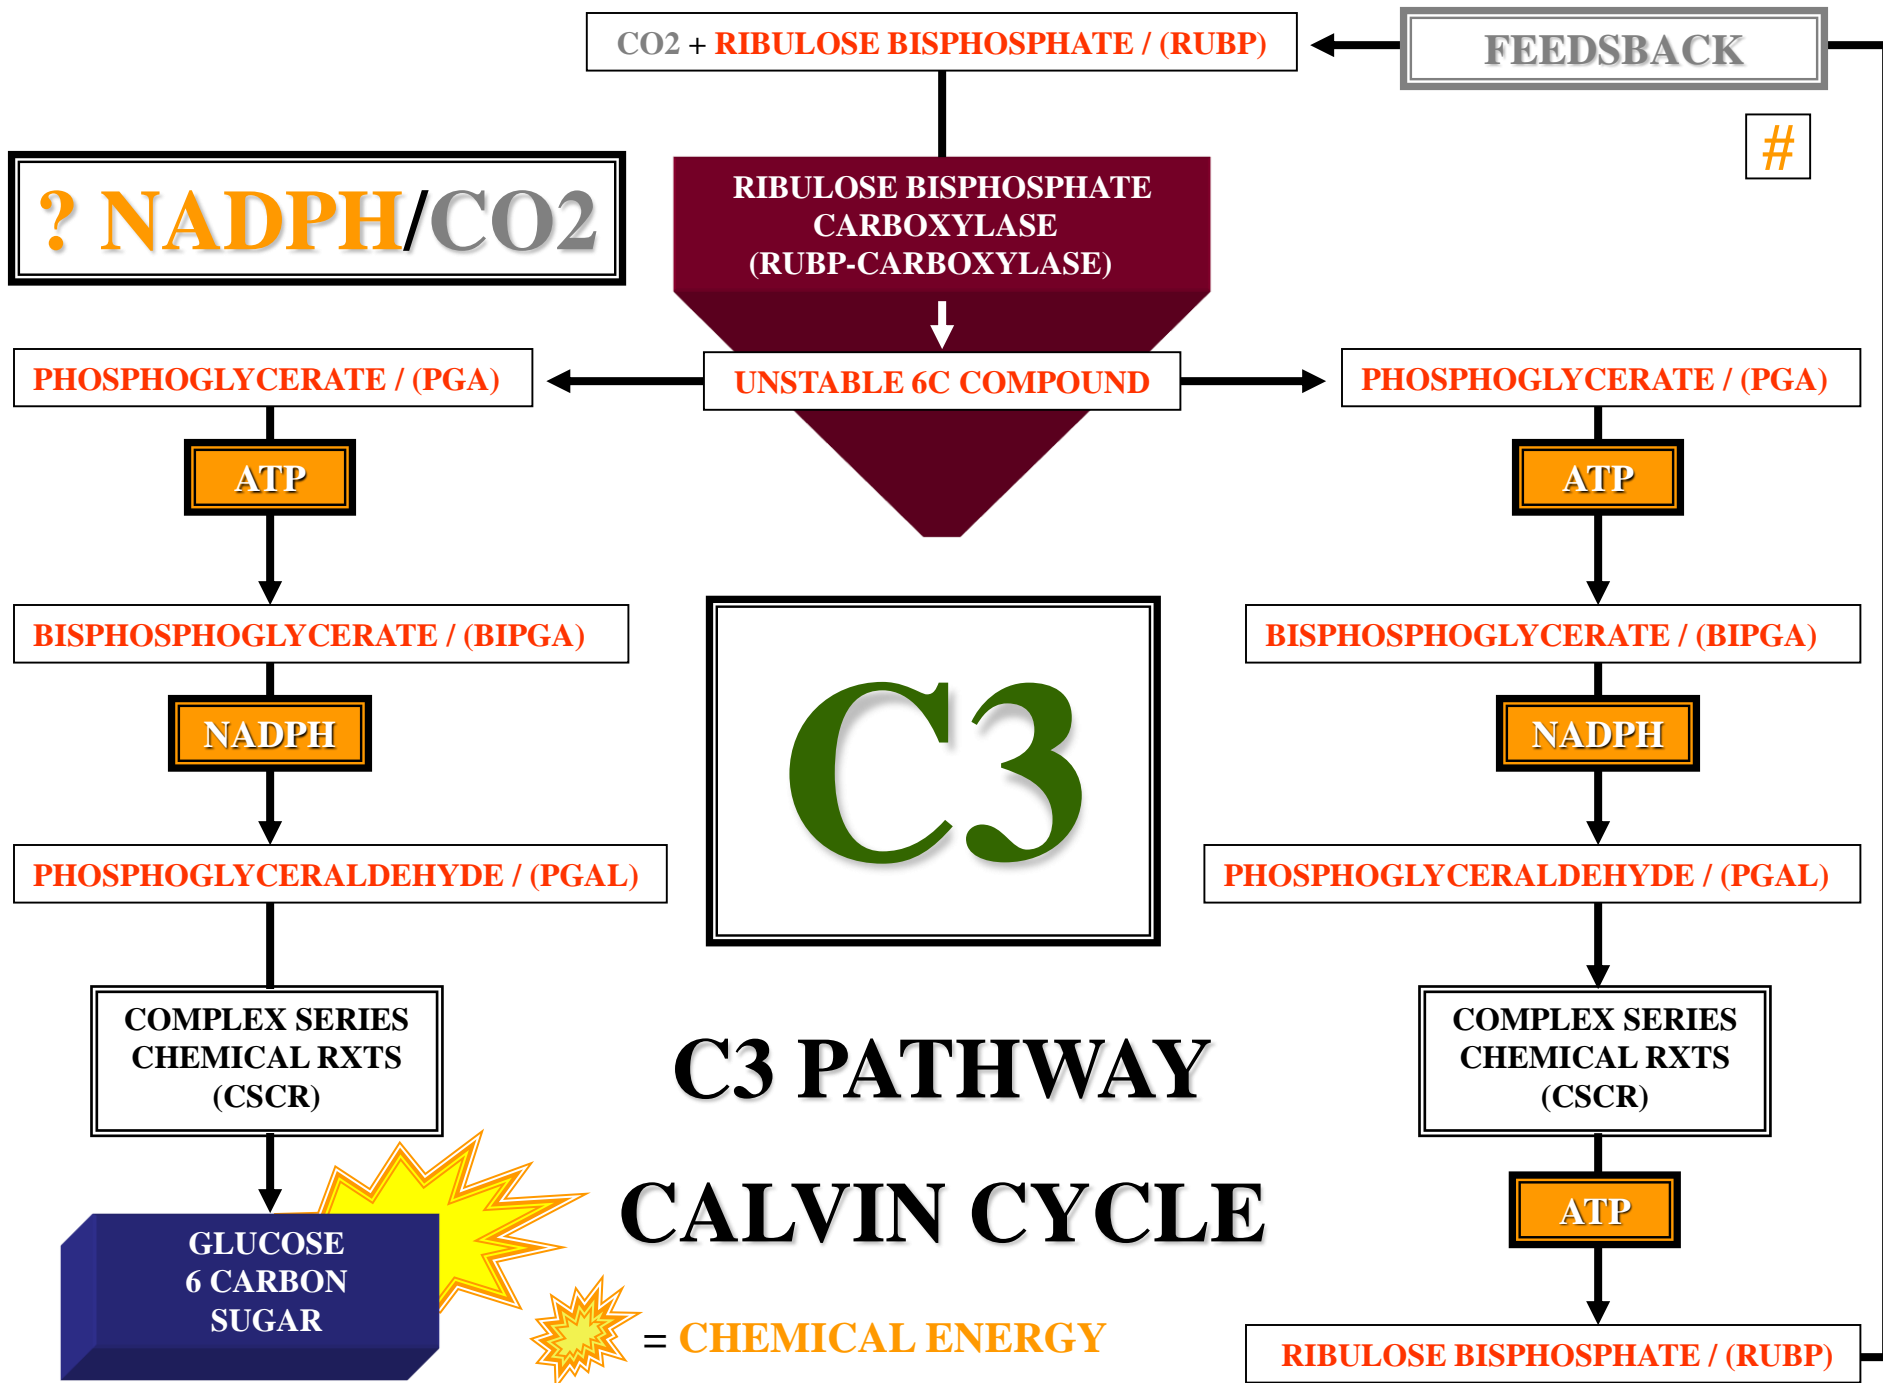 CO2 + RIBULOSE BISPHOSPHATE / (RUBP)
FEEDSBACK
#
? NADPH/CO2
RIBULOSE BISPHOSPHATE
CARBOXYLASE
(RUBP-CARBOXYLASE)
PHOSPHOGLYCERATE / (PGA)
UNSTABLE 6C COMPOUND
PHOSPHOGLYCERATE / (PGA)
ATP
ATP
BISPHOSPHOGLYCERATE / (BIPGA)
BISPHOSPHOGLYCERATE / (BIPGA)
C3
NADPH
NADPH
PHOSPHOGLYCERALDEHYDE / (PGAL)
PHOSPHOGLYCERALDEHYDE / (PGAL)
COMPLEX SERIES
CHEMICAL RXTS
(CSCR)
C3 PATHWAY
COMPLEX SERIES
CHEMICAL RXTS
(CSCR)
CALVIN CYCLE
ATP
GLUCOSE
6 CARBON
SUGAR
= CHEMICAL ENERGY
RIBULOSE BISPHOSPHATE / (RUBP)